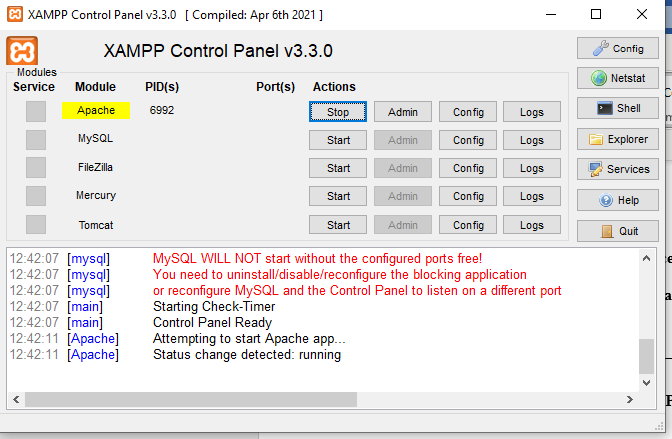 XAMPP Control Panel v3.3.0 [ Compiled: Apr 6th 2021 ]
XAMPP Control Panel v3.3.0
Config
Modules
Service Module PID(s) Port(s) Actions
Netstat
Apache 6992 Stop Admin Config Logs
Shell
MySQL Start Admin Config Logs
Explorer
FileZilla Start Admin Config Logs
Services
Mercury Start Admin Config Logs
Help
Tomcat Start Admin Config Logs
Quit
12:42:07 [mysql] MySQL WILL NOT start without the configured ports free!
12:42:07 [mysql] You need to uninstall/disable/reconfigure the blocking application
12:42:07 [mysql] or reconfigure MySQL and the Control Panel to listen on a different port
12:42:07 [main] Starting Check-Timer
12:42:07 [main] Control Panel Ready
12:42:11 [Apache] Attempting to start Apache app...
12:42:11 [Apache] Status change detected: running